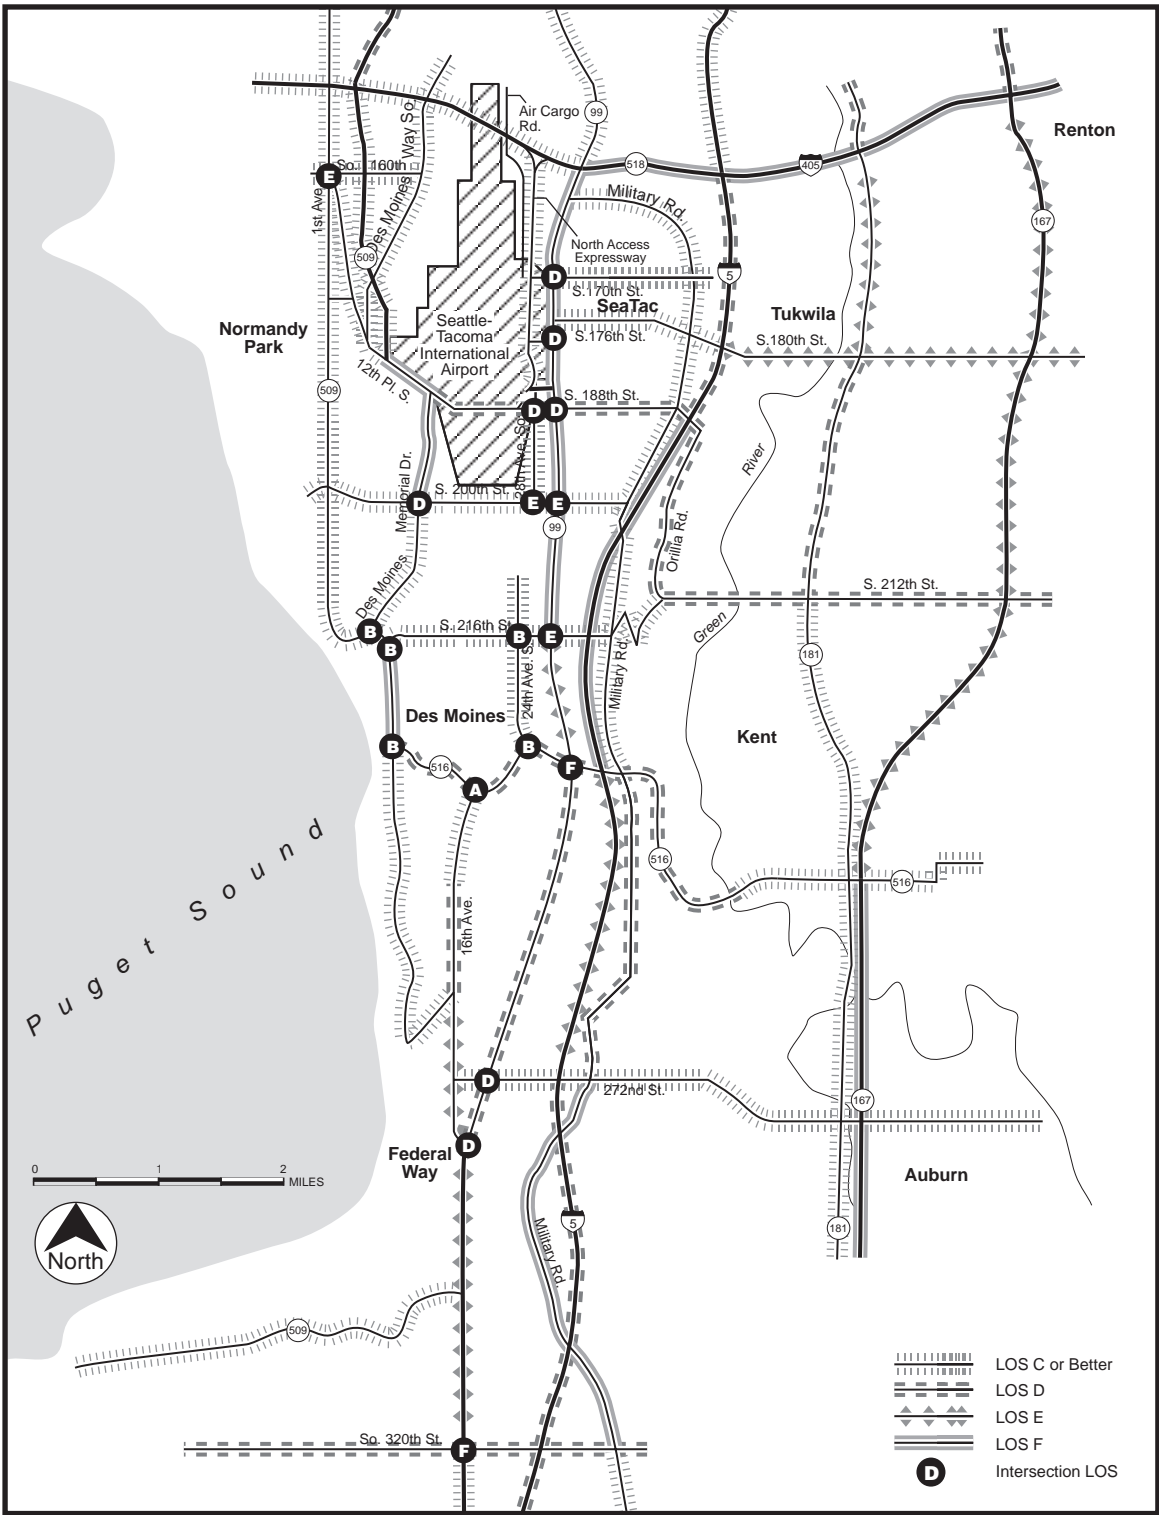 Air Cargo
Rd.
99
Renton
518
405
So. 160th
E
Military Rd.
1st Ave.
Des Moines Way So.
167
North Access
Expressway
509
5
D
S.170th St.
SeaTac
Tukwila
Normandy
Park
Seattle-
Tacoma
International
Airport
D
S.176th St.
S.180th St.
12th Pl. S.
509
S. 188th St.
D
D
28th Ave. So.
River
Memorial Dr.
S. 200th St.
D
E
E
99
Orillia Rd.
Des Moines
S. 212th St.
Green
B
S. 216th St.
B
E
B
181
24th Ave. S.
Military Rd.
Des Moines
Kent
B
B
516
F
A
Puget Sound
516
516
16th Ave.
D
272nd St.
167
D
Federal
Way
Auburn
0 1 2
MILES
North
5
181
Military Rd.
509
LOS C or Better
LOS D
LOS E
LOS F
D Intersection LOS
So. 320th St.
F